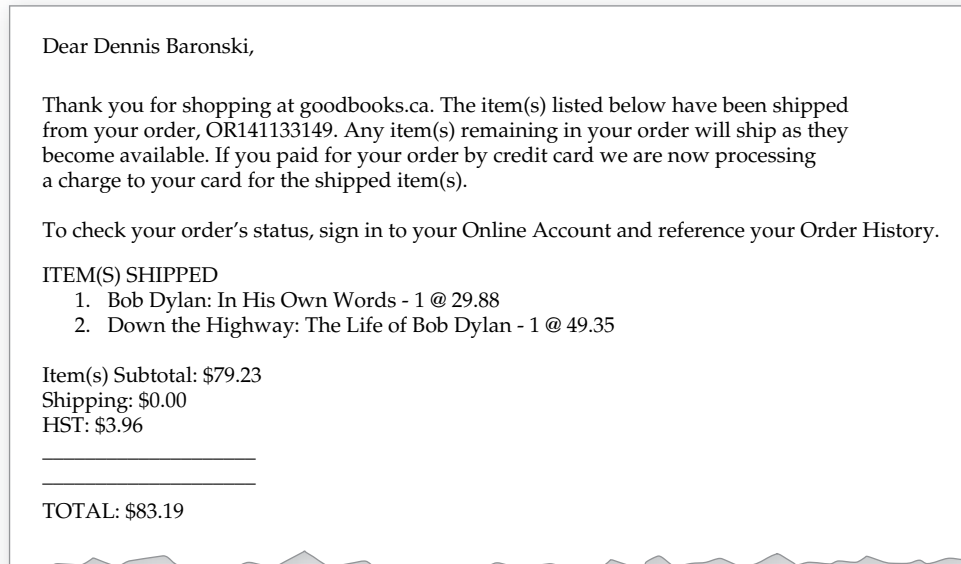 Dear Dennis Baronski,
Thank you for shopping at goodbooks.ca. The item(s) listed below have been shipped
from your order, OR141133149. Any item(s) remaining in your order will ship as they
become available. If you paid for your order by credit card we are now processing
a charge to your card for the shipped item(s).
To check your order’s status, sign in to your Online Account and reference your Order History.
ITEM(S) SHIPPED
1. Bob Dylan: In His Own Words - 1 @ 29.88
2. Down the Highway: The Life of Bob Dylan - 1 @ 49.35
Item(s) Subtotal: $79.23
Shipping: $0.00
HST: $3.96
TOTAL: $83.19